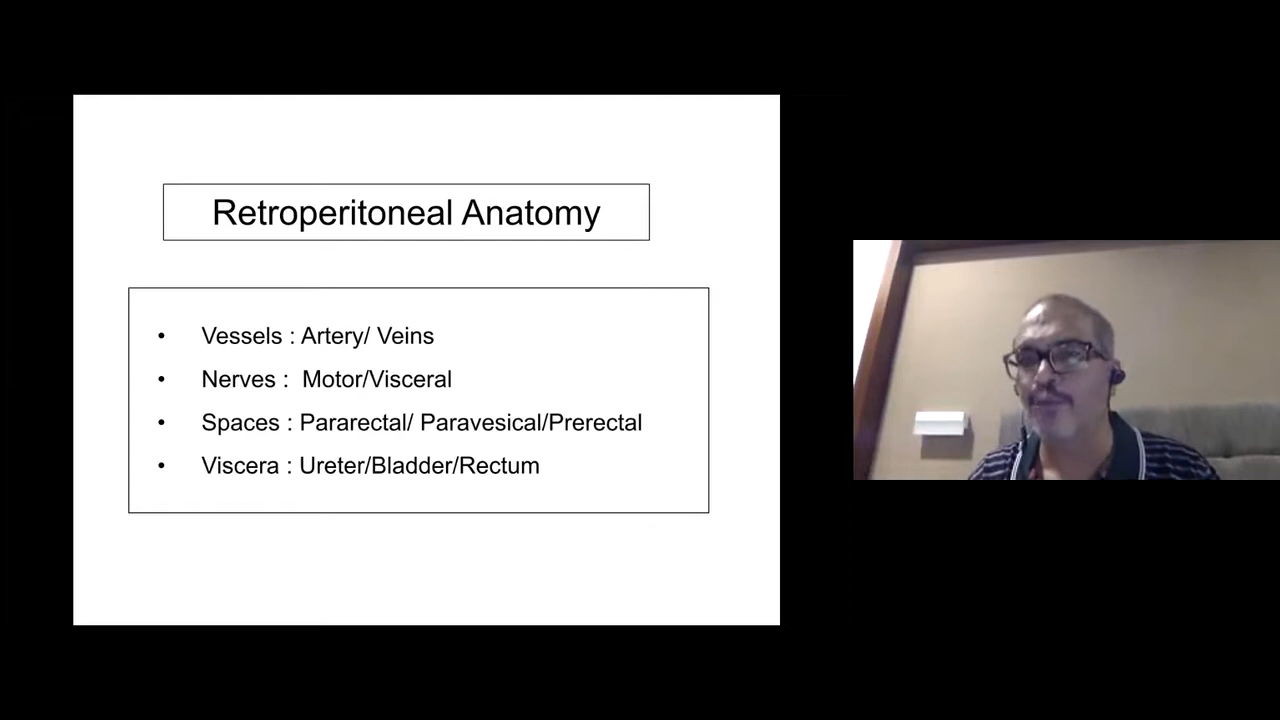 Retroperitoneal Anatomy
• Vessels : Artery/ Veins
• Nerves :  Motor/Visceral
• Spaces : Pararectal/ Paravesical/Prerectal
• Viscera : Ureter/Bladder/Rectum